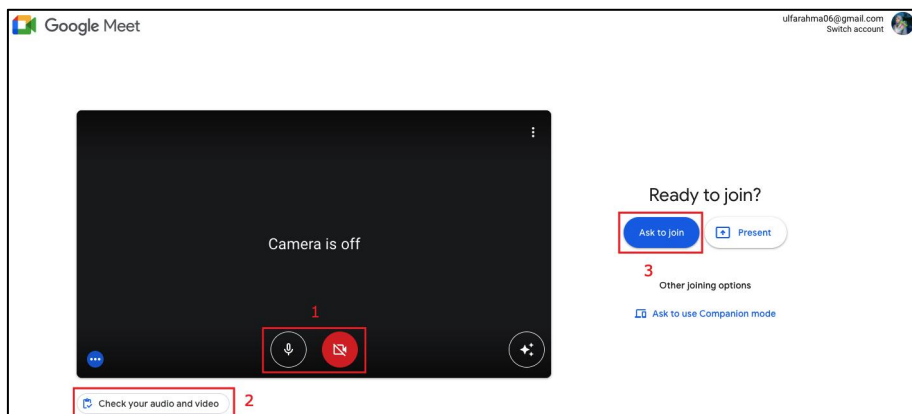 Google Meet
ulfarahma06@gmail.com
Switch account
Camera is off
1
Check your audio and video
2
Ready to join?
Ask to join
Present
3
Other joining options
Ask to use Companion mode